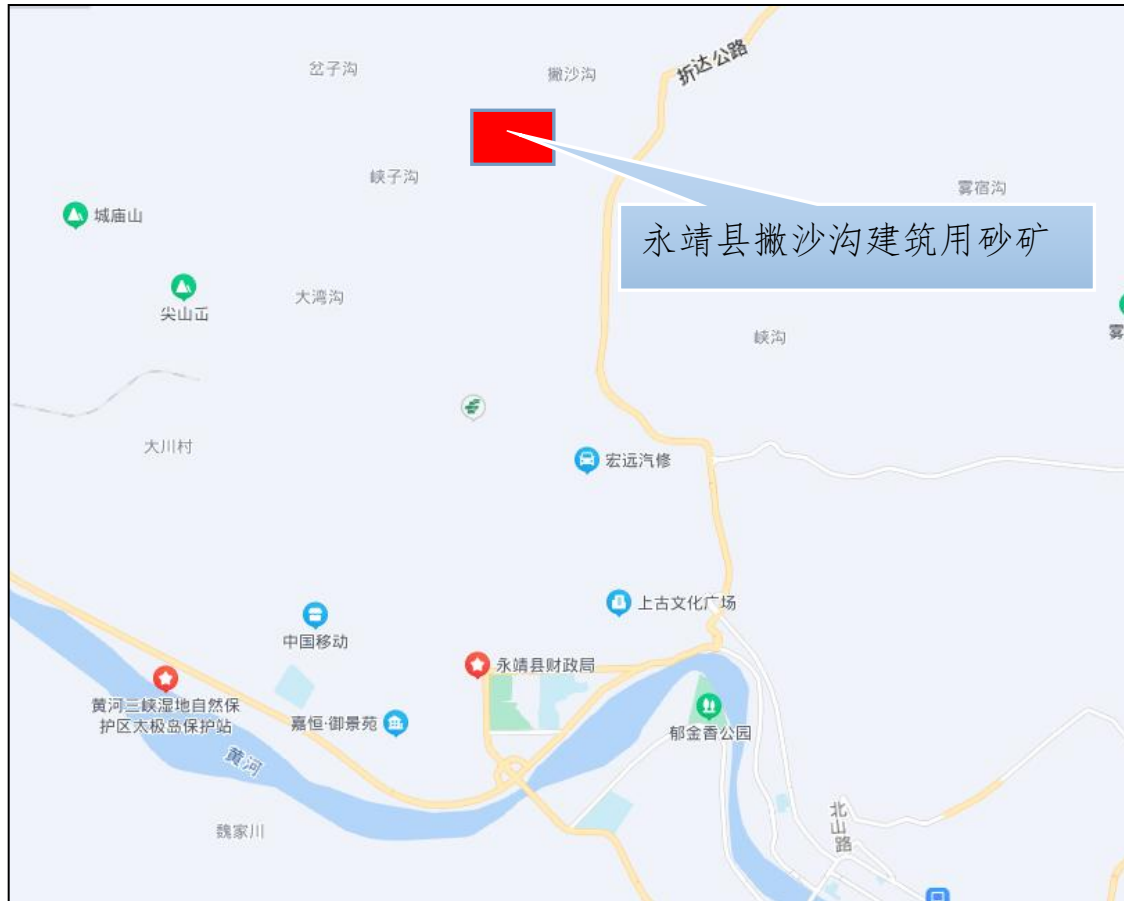 岔子沟
撇沙沟
折达公路
峡子沟
雾宿沟
城庙山
永靖县撇沙沟建筑用砂矿
大湾沟
尖山
峡沟
雾
大川村
宏远汽修
上古文化广场
中国移动
永靖县财政局
黄河三峡湿地自然保
护区太极岛保护站
嘉恒·御景苑
郁金香公园
黄河
魏家川
北山路